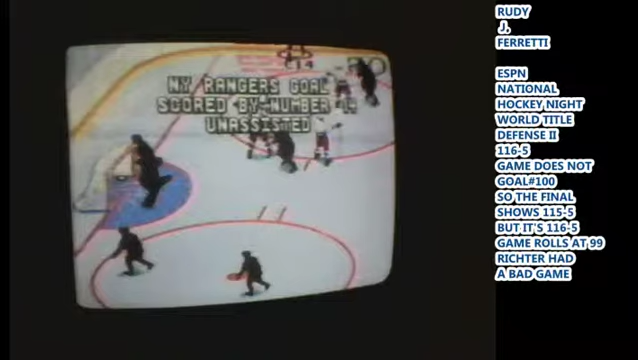 RUDY
J.
FERRETTI
ESPN
NATIONAL
HOCKEY NIGHT
WORLD TITLE
DEFENSE II
116-5
GAME DOES NOT
GOAL#100
SO THE FINAL
SHOWS 115-5
BUT IT'S 116-5
GAME ROLLS AT 99
RICHTER HAD
A BAD GAME
NY RANGERS GOAL
SCORED BY NUMBER 14
UNASSISTED